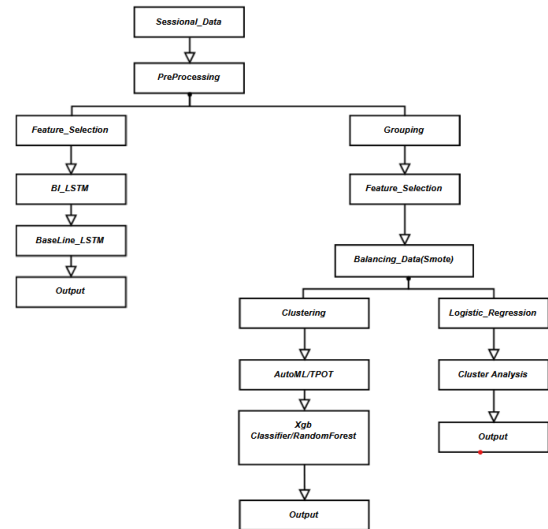 Sessional_Data
PreProcessing
Feature_Selection
Grouping
BI_LSTM
Feature_Selection
BaseLine_LSTM
Balancing_Data(Smote)
Output
Clustering
Logistic_Regression
AutoML/TPOT
Cluster Analysis
Xgb
Classifier/RandomForest
Output
Output